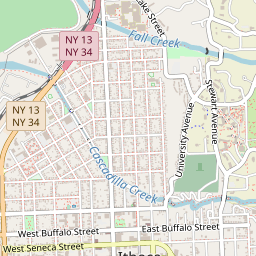 Lake Street
Fall Creek
NY 13
NY 34
NY 13
NY 34
Stewart Avenue
University Avenue
Cascadilla Creek
West Buffalo Street
East Buffalo Street
West Seneca Street
Ithaca